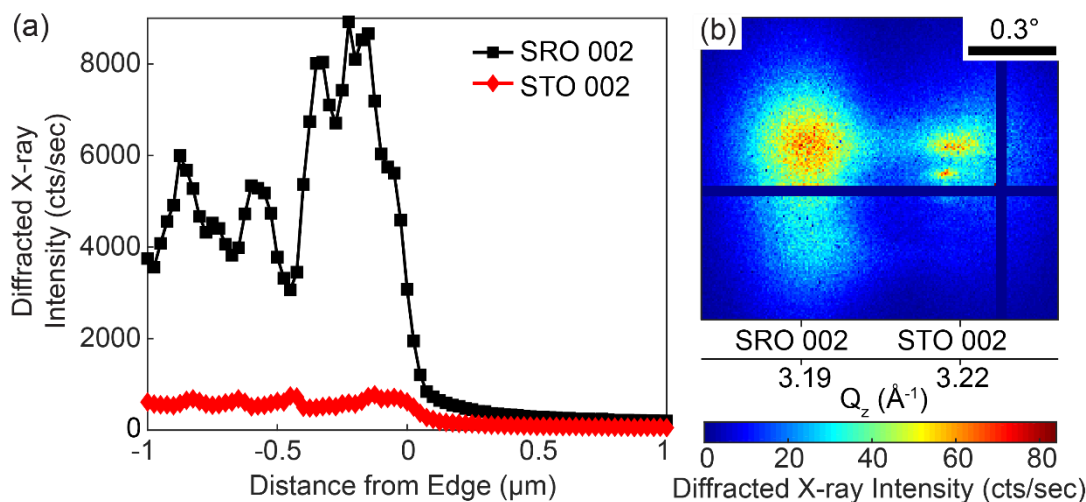 (a)
8000
6000
4000
2000
0
Diffracted X-ray
Intensity (cts/sec)
SRO 002
STO 002
-1
-0.5
0
0.5
1
Distance from Edge (μm)
(b)
0.3°
SRO 002
STO 002
3.19
3.22
Q_z (Å⁻¹)
0
20
40
60
80
Diffracted X-ray Intensity (cts/sec)